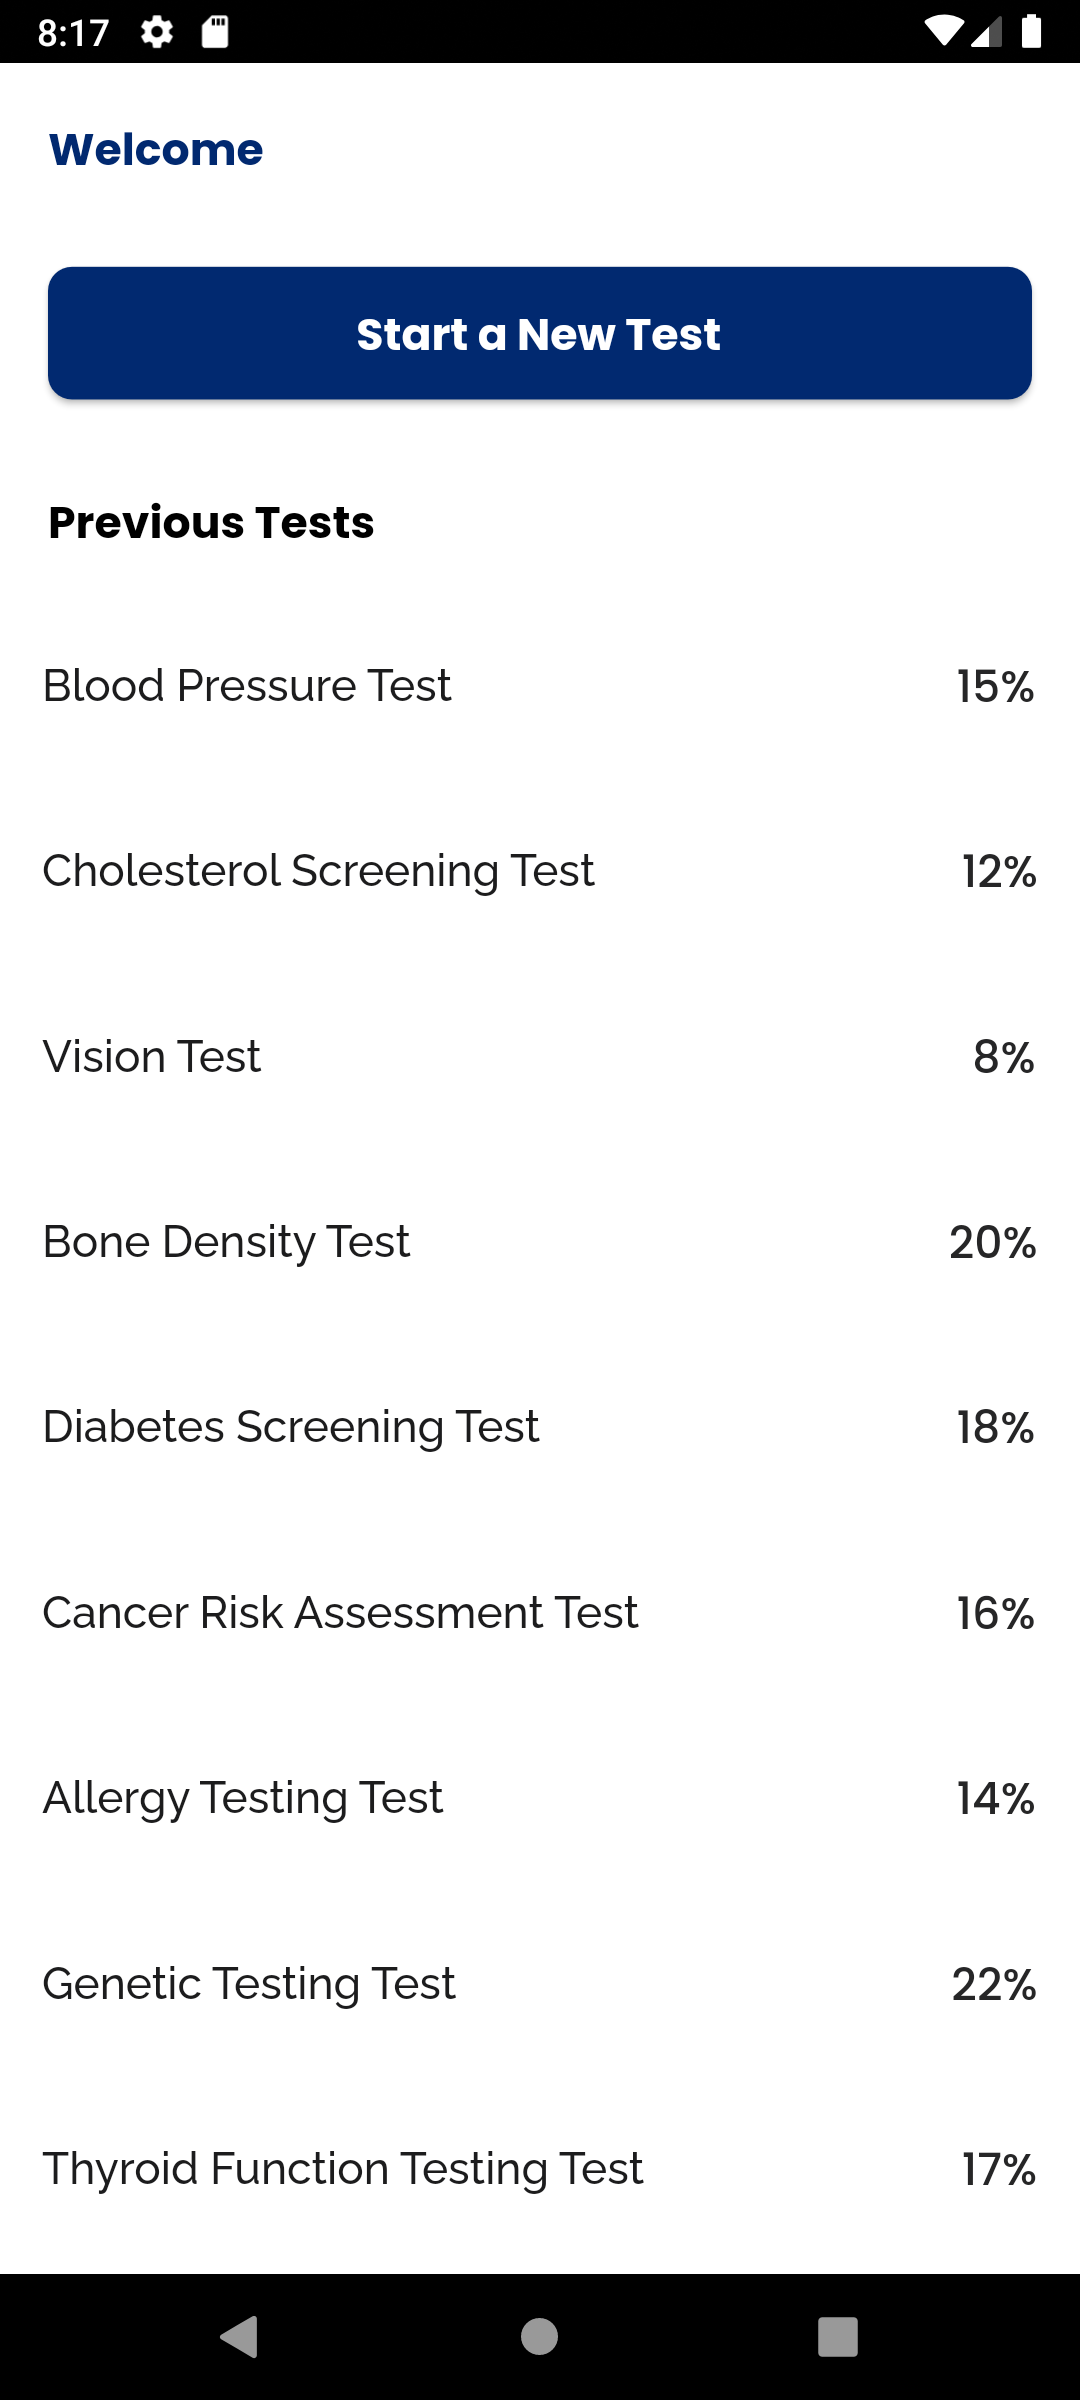 8:17
Welcome
Start a New Test
Previous Tests
Blood Pressure Test 15%
Cholesterol Screening Test 12%
Vision Test 8%
Bone Density Test 20%
Diabetes Screening Test 18%
Cancer Risk Assessment Test 16%
Allergy Testing Test 14%
Genetic Testing Test 22%
Thyroid Function Testing Test 17%